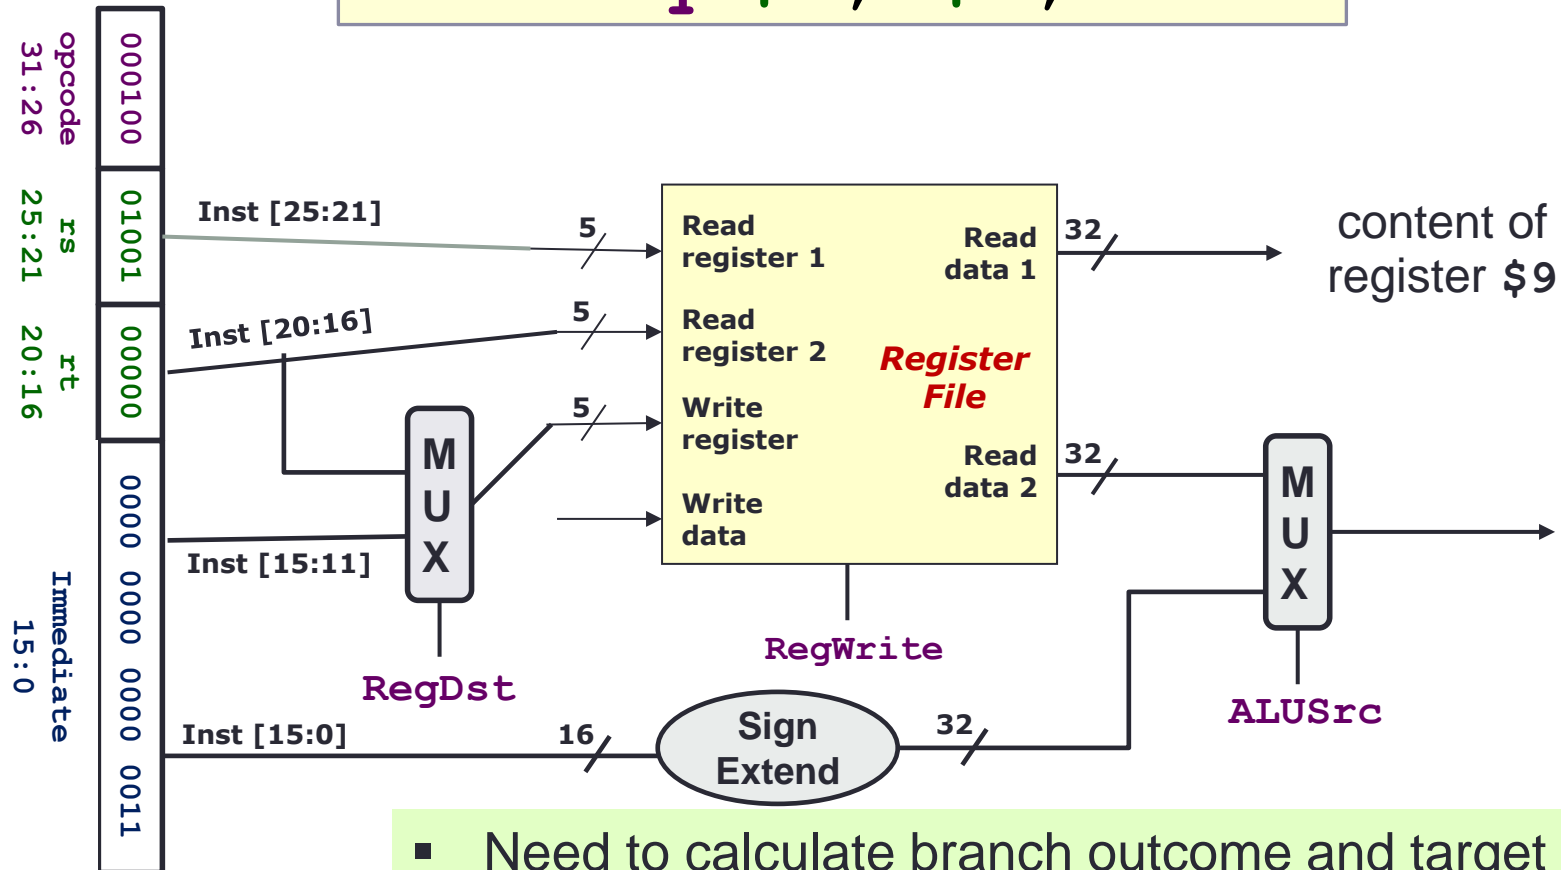 opcode
31:26
000100
rs
25:21
01001
rt
20:16
00000
Immediate
15:0
0000 0000 0000 0011
Inst [25:21]
5
Inst [20:16]
5
5
Inst [15:11]
M
U
X
RegDst
Read
register 1
Read
register 2
Write
register
Write
data
Read
data 1
Register
File
Read
data 2
RegWrite
32
content of
register $9
32
M
U
X
ALUSrc
Inst [15:0]
16
Sign
Extend
32
▪ Need to calculate branch outcome and target